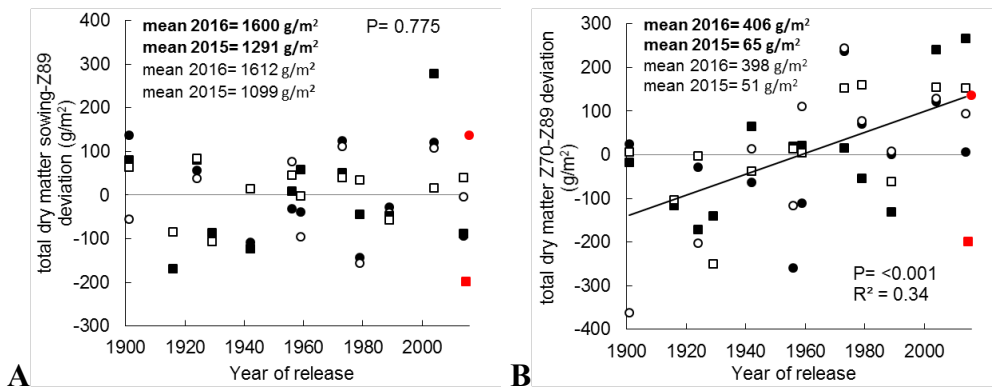 mean 2016= 1600 g/m²
mean 2015= 1291 g/m²
mean 2016= 1612 g/m²
mean 2015= 1099 g/m²
P= 0.775
total dry matter sowing-Z89
deviation (g/m²)
300
200
100
0
-100
-200
-300
1900
1920
1940
1960
1980
2000
Year of release
A
mean 2016= 406 g/m²
mean 2015= 65 g/m²
mean 2016= 398 g/m²
mean 2015= 51 g/m²
total dry matter Z70-Z89 deviation
(g/m²)
300
200
100
0
-100
-200
-300
-400
P= <0.001
R² = 0.34
1900
1920
1940
1960
1980
2000
Year of release
B